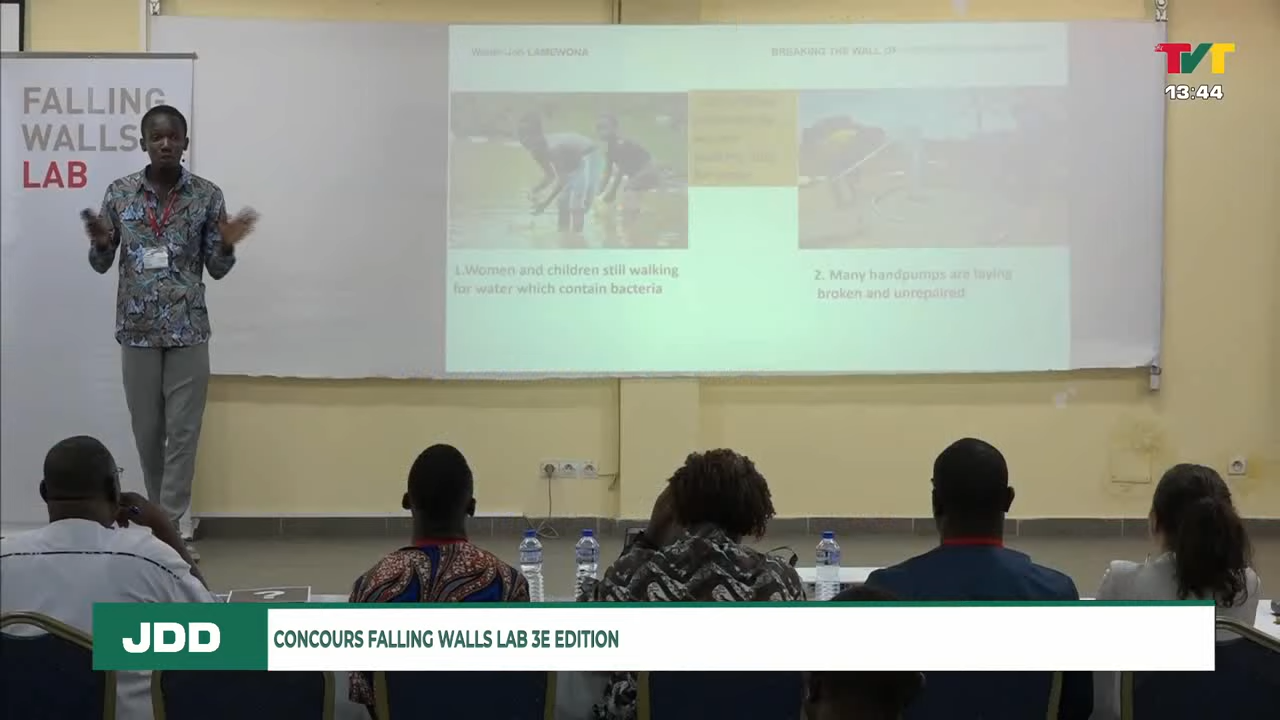 FALLING
WALLS
LAB
LAMEWONA
BREAKING THE WALL OF
1.Women and children still walking
for water which contain bacteria
2. Many handpumps are laying
broken and unrepaired
TVT
13:44
JDD
CONCOURS FALLING WALLS LAB 3E EDITION